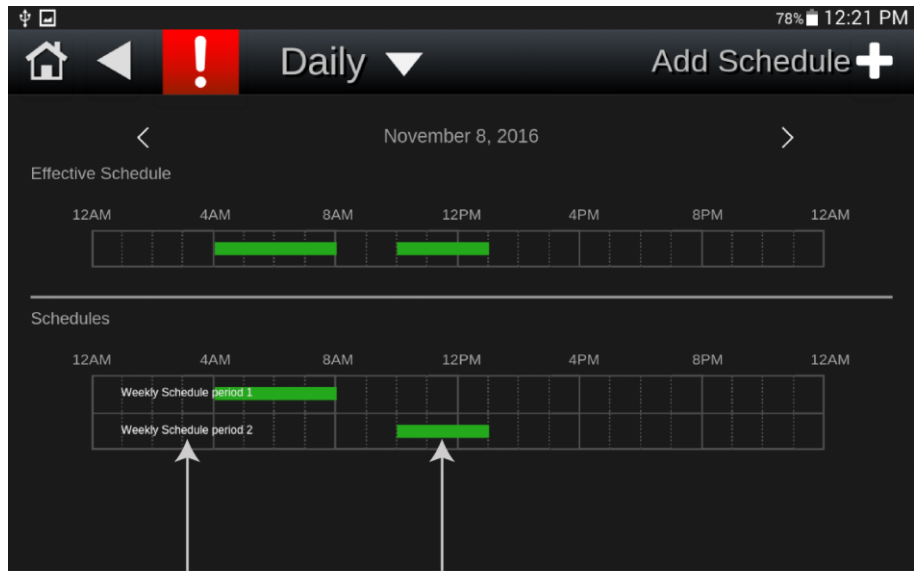 78% 12:21 PM
! Daily Add Schedule
November 8, 2016
Effective Schedule
12AM 4AM 8AM 12PM 4PM 8PM 12AM
Schedules
12AM 4AM 8AM 12PM 4PM 8PM 12AM
Weekly Schedule period 1
Weekly Schedule period 2